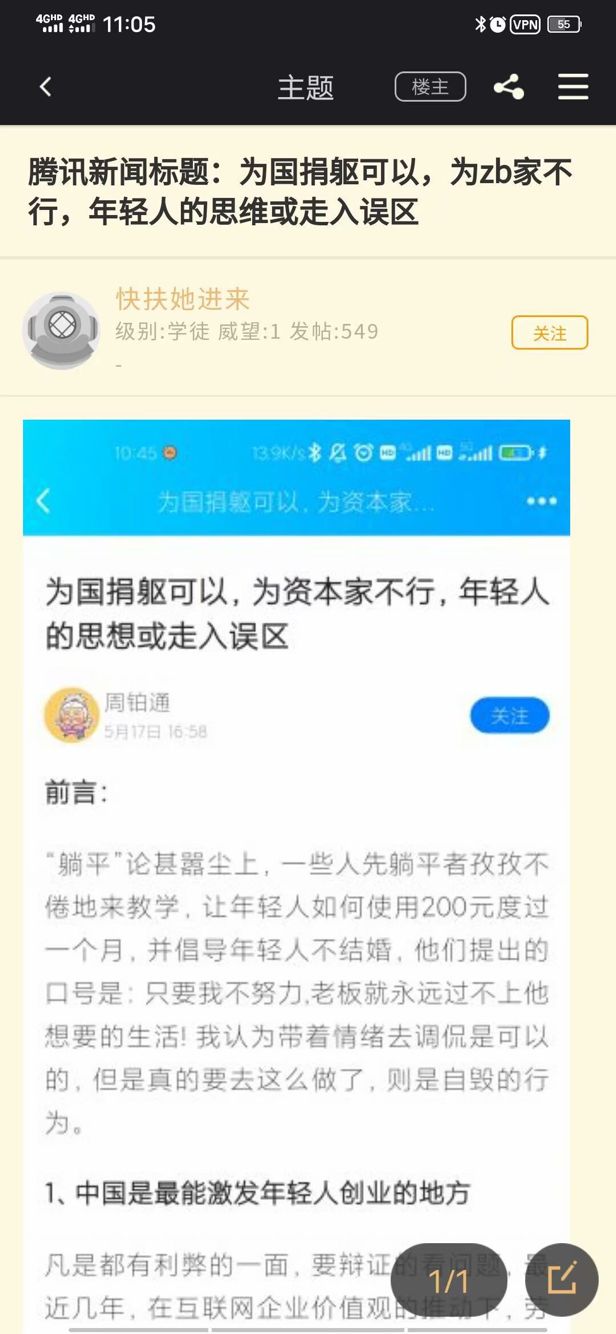 4GHD 4GHD 11:05 VPN 55
主题 楼主
腾讯新闻标题：为国捐躯可以，为zb家不
行，年轻人的思维或走入误区
快扶她进来
级别:学徒 威望:1 发帖:549
关注
-
10:45 13.9K/s HD 4G HD 5G
为国捐躯可以，为资本家...
为国捐躯可以，为资本家不行，年轻人
的思想或走入误区
周铂通
5月17日 16:58
关注
前言：
“躺平”论甚嚣尘上，一些人先躺平者孜孜不
倦地来教学，让年轻人如何使用200元度过
一个月，并倡导年轻人不结婚，他们提出的
口号是: 只要我不努力,老板就永远过不上他
想要的生活! 我认为带着情绪去调侃是可以
的，但是真的要去这么做了，则是自毁的行
为。
1、中国是最能激发年轻人创业的地方
凡是都有利弊的一面，要辩证的看问题，最
近几年，在互联网企业价值观的推动下，劳
1/1